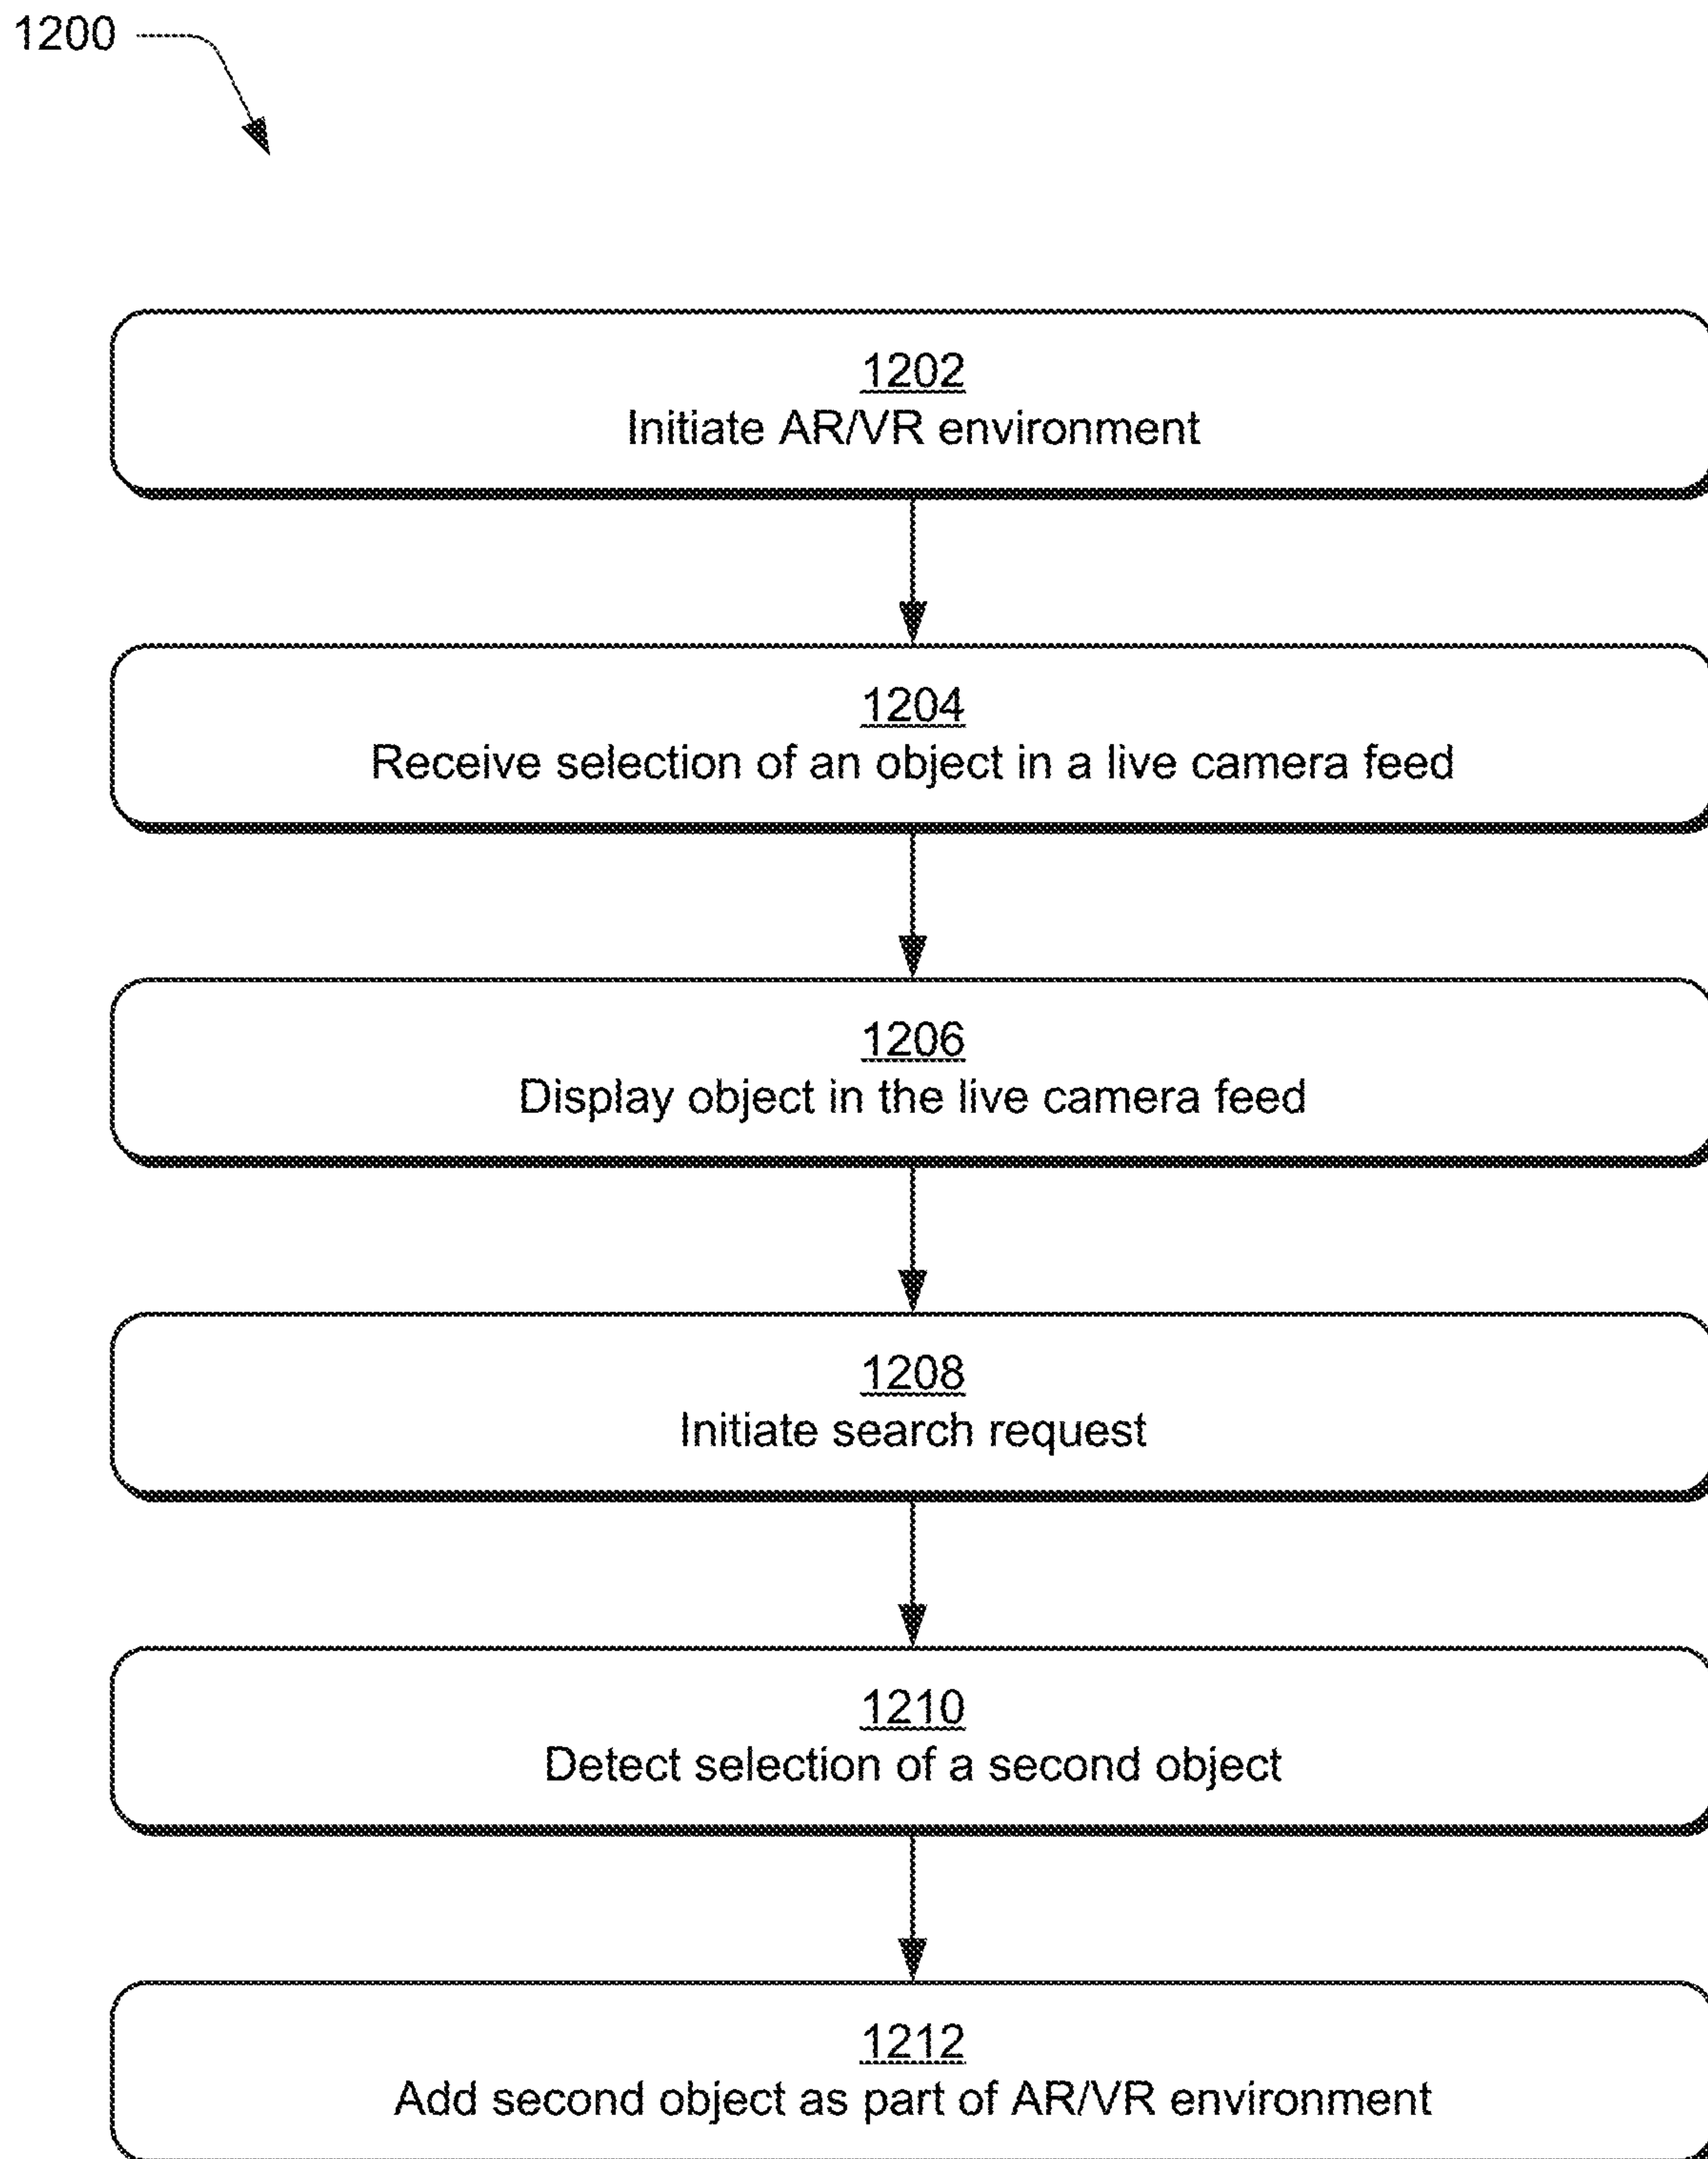 1200
1202
Initiate AR/VR environment
1204
Receive selection of an object in a live camera feed
1206
Display object in the live camera feed
1208
Initiate search request
1210
Detect selection of a second object
1212
Add second object as part of AR/VR environment